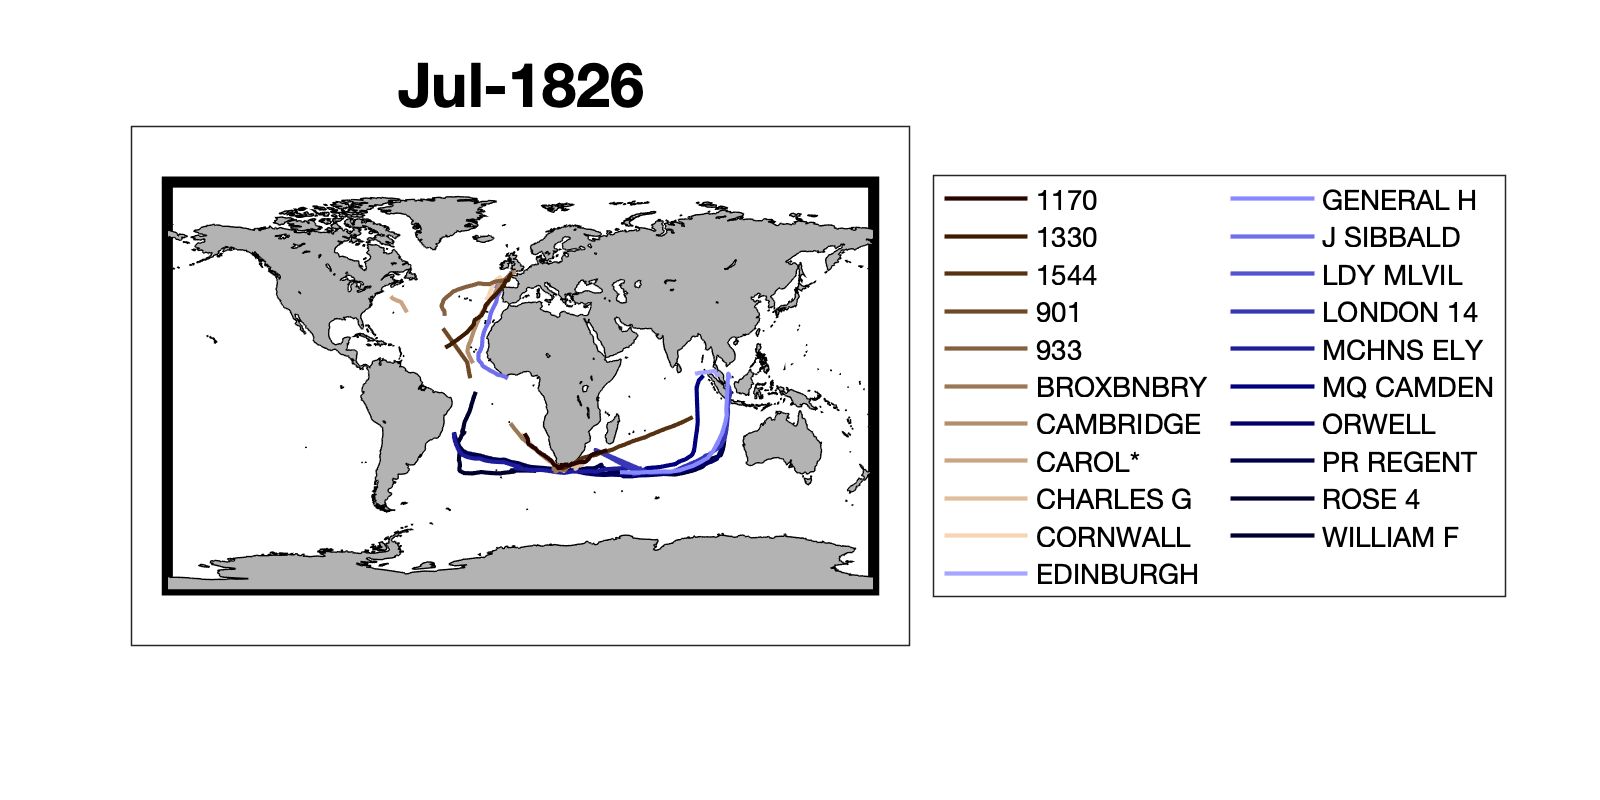 Jul-1826
1170
1330
1544
901
933
BROXBNBRY
CAMBRIDGE
CAROL*
CHARLES G
CORNWALL
EDINBURGH
GENERAL H
J SIBBALD
LDY MLVIL
LONDON 14
MCHNS ELY
MQ CAMDEN
ORWELL
PR REGENT
ROSE 4
WILLIAM F